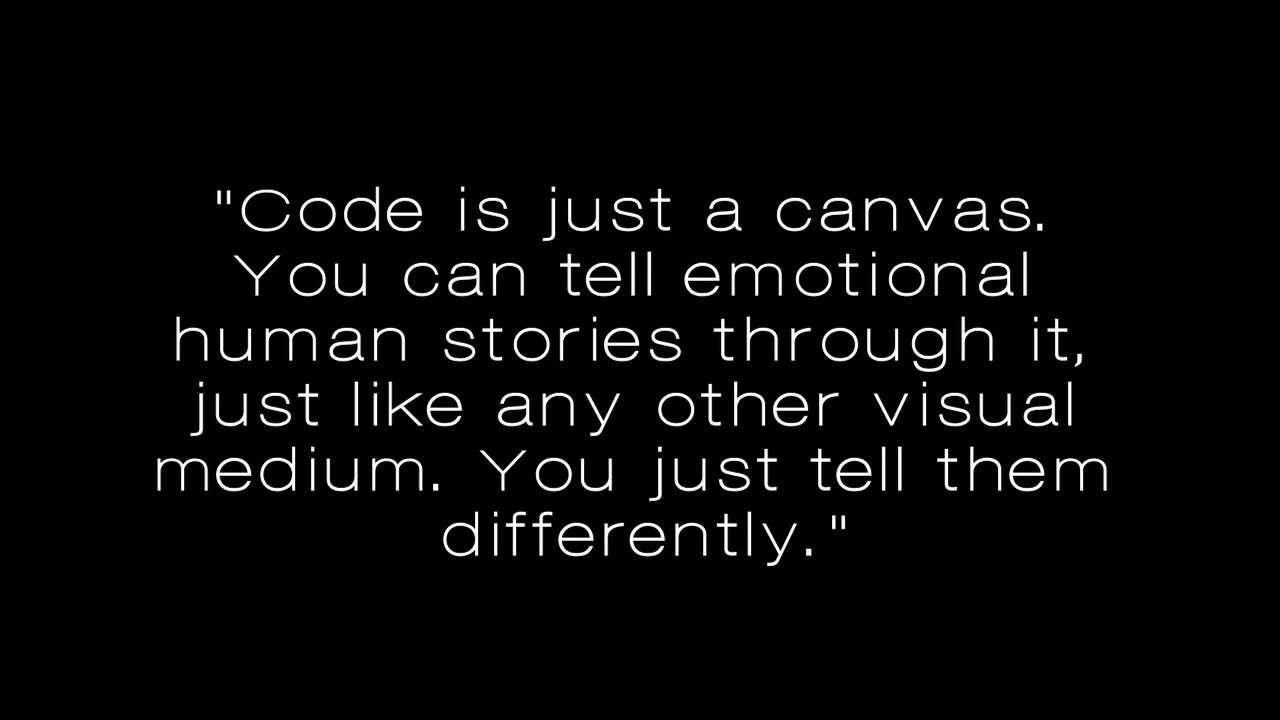 "Code is just a canvas.
You can tell emotional
human stories through it,
just like any other visual
medium. You just tell them
differently."